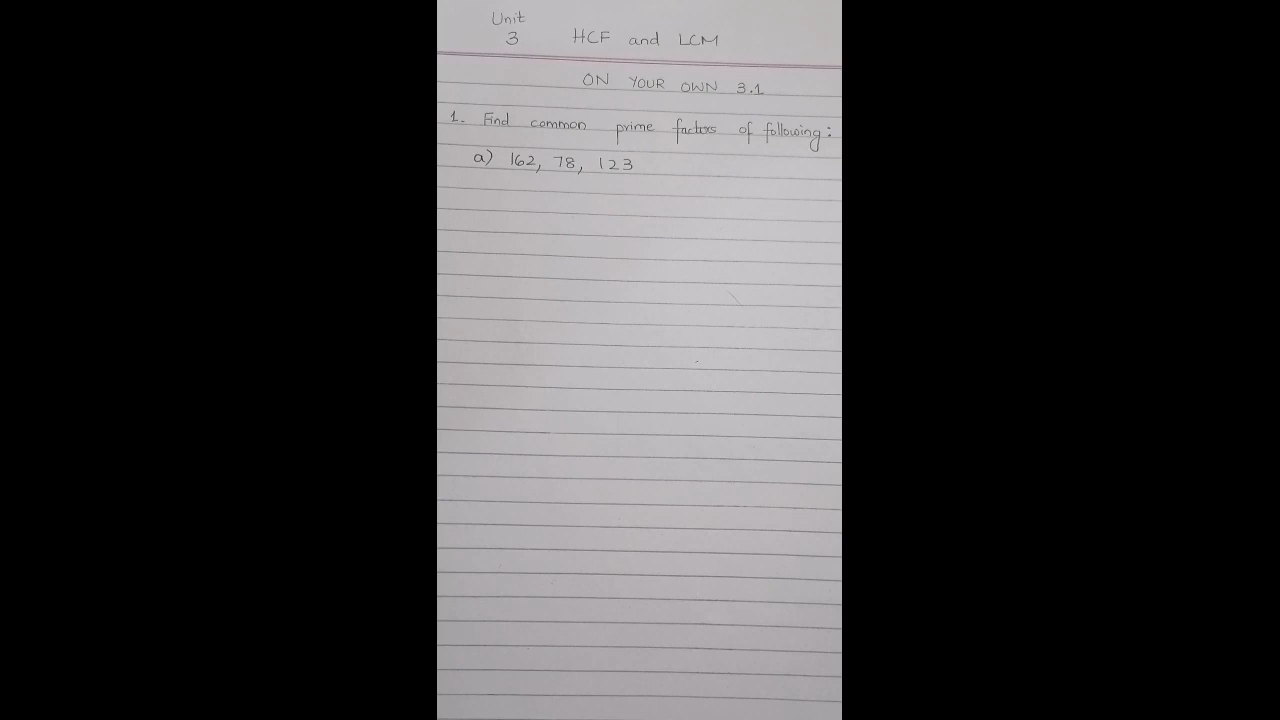 Unit
3 HCF and LCM
ON YOUR OWN 3.1
1. Find common prime factors of following:
a) 162, 78, 123